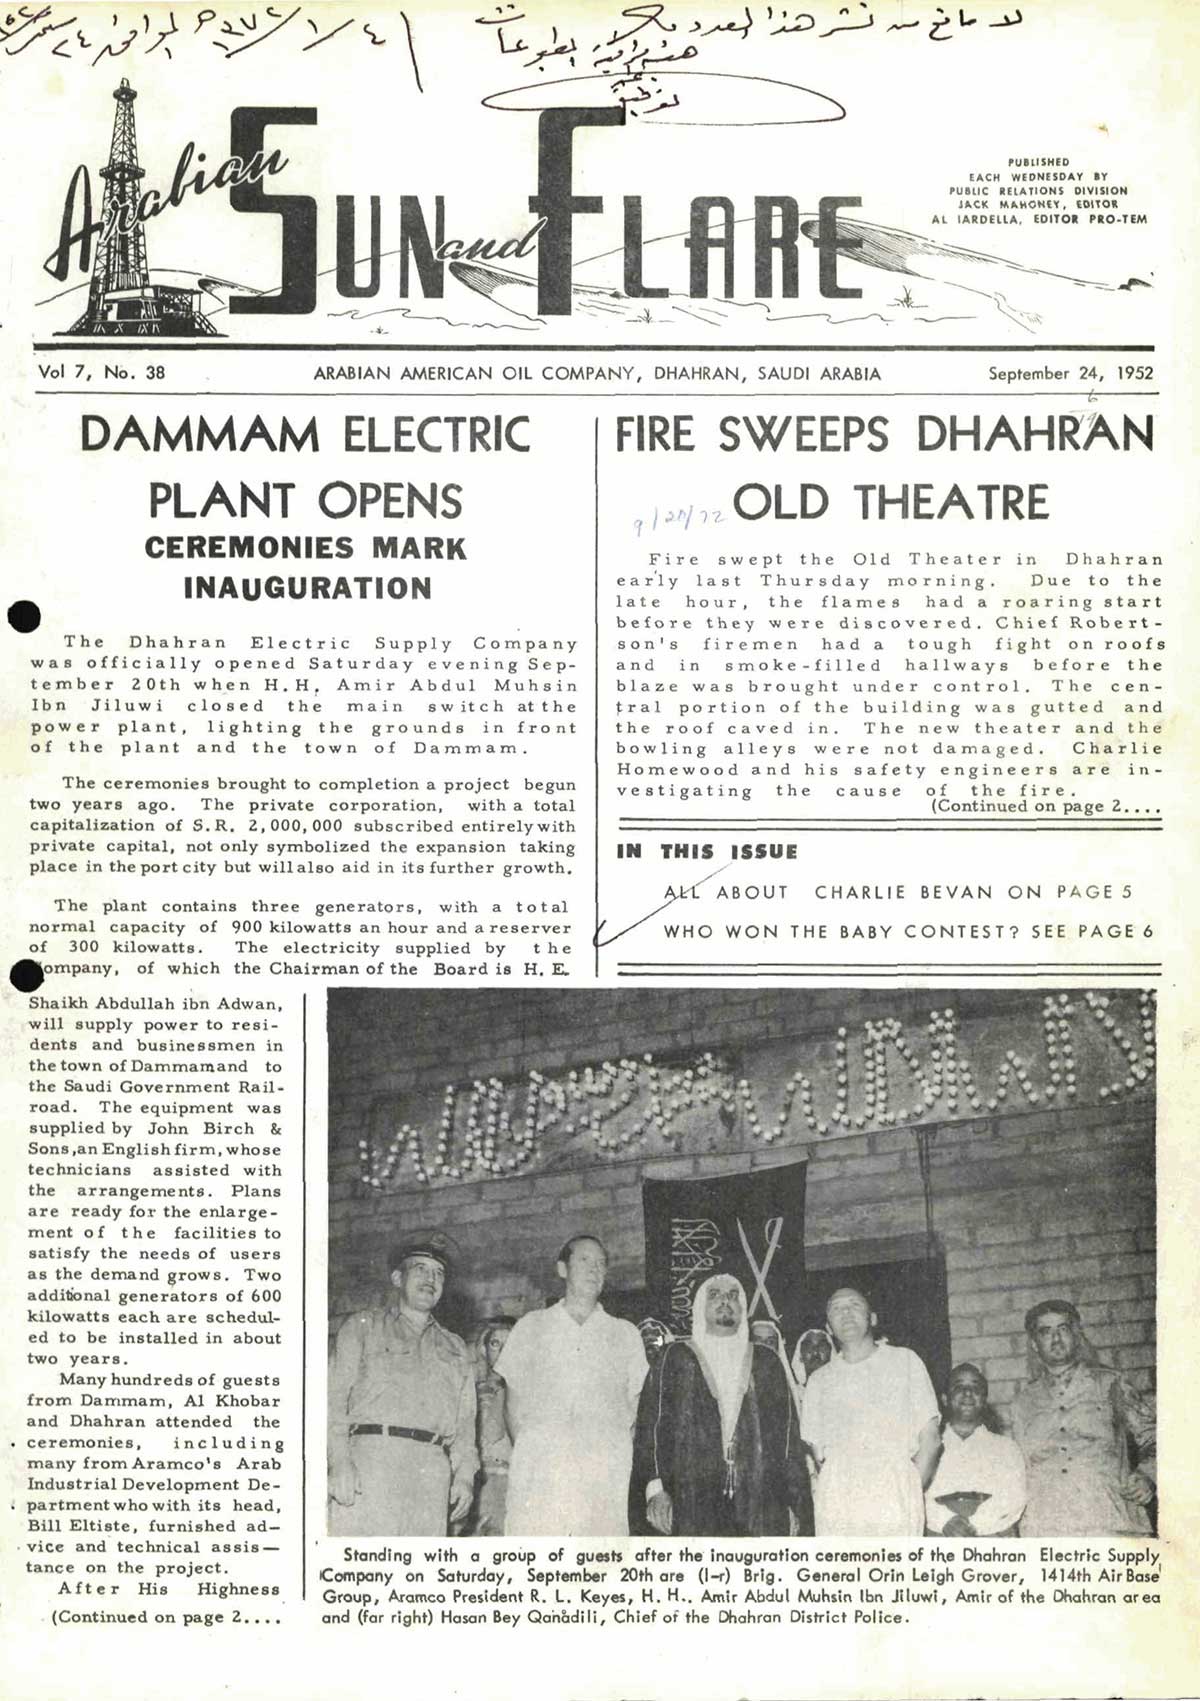 لا مانع من نشر هذا العدد
هيئة مراقبة المطبوعات
٤ / ١ / ١٣٧٢ هـ الموافق ٢٤ سبتمبر
Arabian SUN and FLARE
PUBLISHED
EACH WEDNESDAY BY
PUBLIC RELATIONS DIVISION
JACK MAHONEY, EDITOR
AL IARDELLA, EDITOR PRO-TEM
Vol 7, No. 38 ARABIAN AMERICAN OIL COMPANY, DHAHRAN, SAUDI ARABIA September 24, 1952
DAMMAM ELECTRIC
PLANT OPENS
CEREMONIES MARK
INAUGURATION
The Dhahran Electric Supply Company
was officially opened Saturday evening Sep-
tember 20th when H.H. Amir Abdul Muhsin
Ibn Jiluwi closed the main switch at the
power plant, lighting the grounds in front
of the plant and the town of Dammam.
The ceremonies brought to completion a project begun
two years ago. The private corporation, with a total
capitalization of S.R. 2,000,000 subscribed entirely with
private capital, not only symbolized the expansion taking
place in the port city but will also aid in its further growth.
The plant contains three generators, with a total
normal capacity of 900 kilowatts an hour and a reserver
of 300 kilowatts. The electricity supplied by the
ompany, of which the Chairman of the Board is H. E.
Shaikh Abdullah ibn Adwan,
will supply power to resi-
dents and businessmen in
the town of Dammam and to
the Saudi Government Rail-
road. The equipment was
supplied by John Birch &
Sons, an English firm, whose
technicians assisted with
the arrangements. Plans
are ready for the enlarge-
ment of the facilities to
satisfy the needs of users
as the demand grows. Two
additional generators of 600
kilowatts each are schedul-
ed to be installed in about
two years.
Many hundreds of guests
from Dammam, Al Khobar
and Dhahran attended the
ceremonies, including
many from Aramco's Arab
Industrial Development De-
partment who with its head,
Bill Eltiste, furnished ad-
vice and technical assis-
tance on the project.
After His Highness
(Continued on page 2....
6
19
FIRE SWEEPS DHAHRAN
OLD THEATRE
9/20/72
Fire swept the Old Theater in Dhahran
early last Thursday morning. Due to the
late hour, the flames had a roaring start
before they were discovered. Chief Robert-
son's firemen had a tough fight on roofs
and in smoke-filled hallways before the
blaze was brought under control. The cen-
tral portion of the building was gutted and
the roof caved in. The new theater and the
bowling alleys were not damaged. Charlie
Homewood and his safety engineers are in-
vestigating the cause of the fire.
(Continued on page 2....
IN THIS ISSUE
ALL ABOUT CHARLIE BEVAN ON PAGE 5
WHO WON THE BABY CONTEST? SEE PAGE 6
Standing with a group of guests after the inauguration ceremonies of the Dhahran Electric Supply
Company on Saturday, September 20th are (l-r) Brig. General Orin Leigh Grover, 1414th Air Base
Group, Aramco President R. L. Keyes, H. H.. Amir Abdul Muhsin Ibn Jiluwi, Amir of the Dhahran area
and (far right) Hasan Bey Qanadili, Chief of the Dhahran District Police.